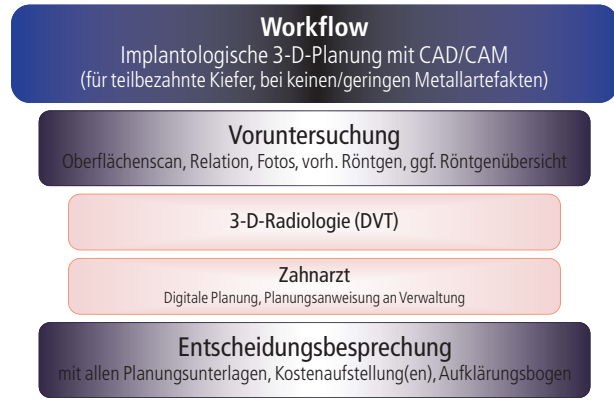 Workflow
Implantologische 3-D-Planung mit CAD/CAM
(für teilbezahnte Kiefer, bei keinen/geringen Metallartefakten)
Voruntersuchung
Oberflächenscan, Relation, Fotos, vorh. Röntgen, ggf. Röntgenübersicht
3-D-Radiologie (DVT)
Zahnarzt
Digitale Planung, Planungsanweisung an Verwaltung
Entscheidungsbesprechung
mit allen Planungsunterlagen, Kostenaufstellung(en), Aufklärungsbogen